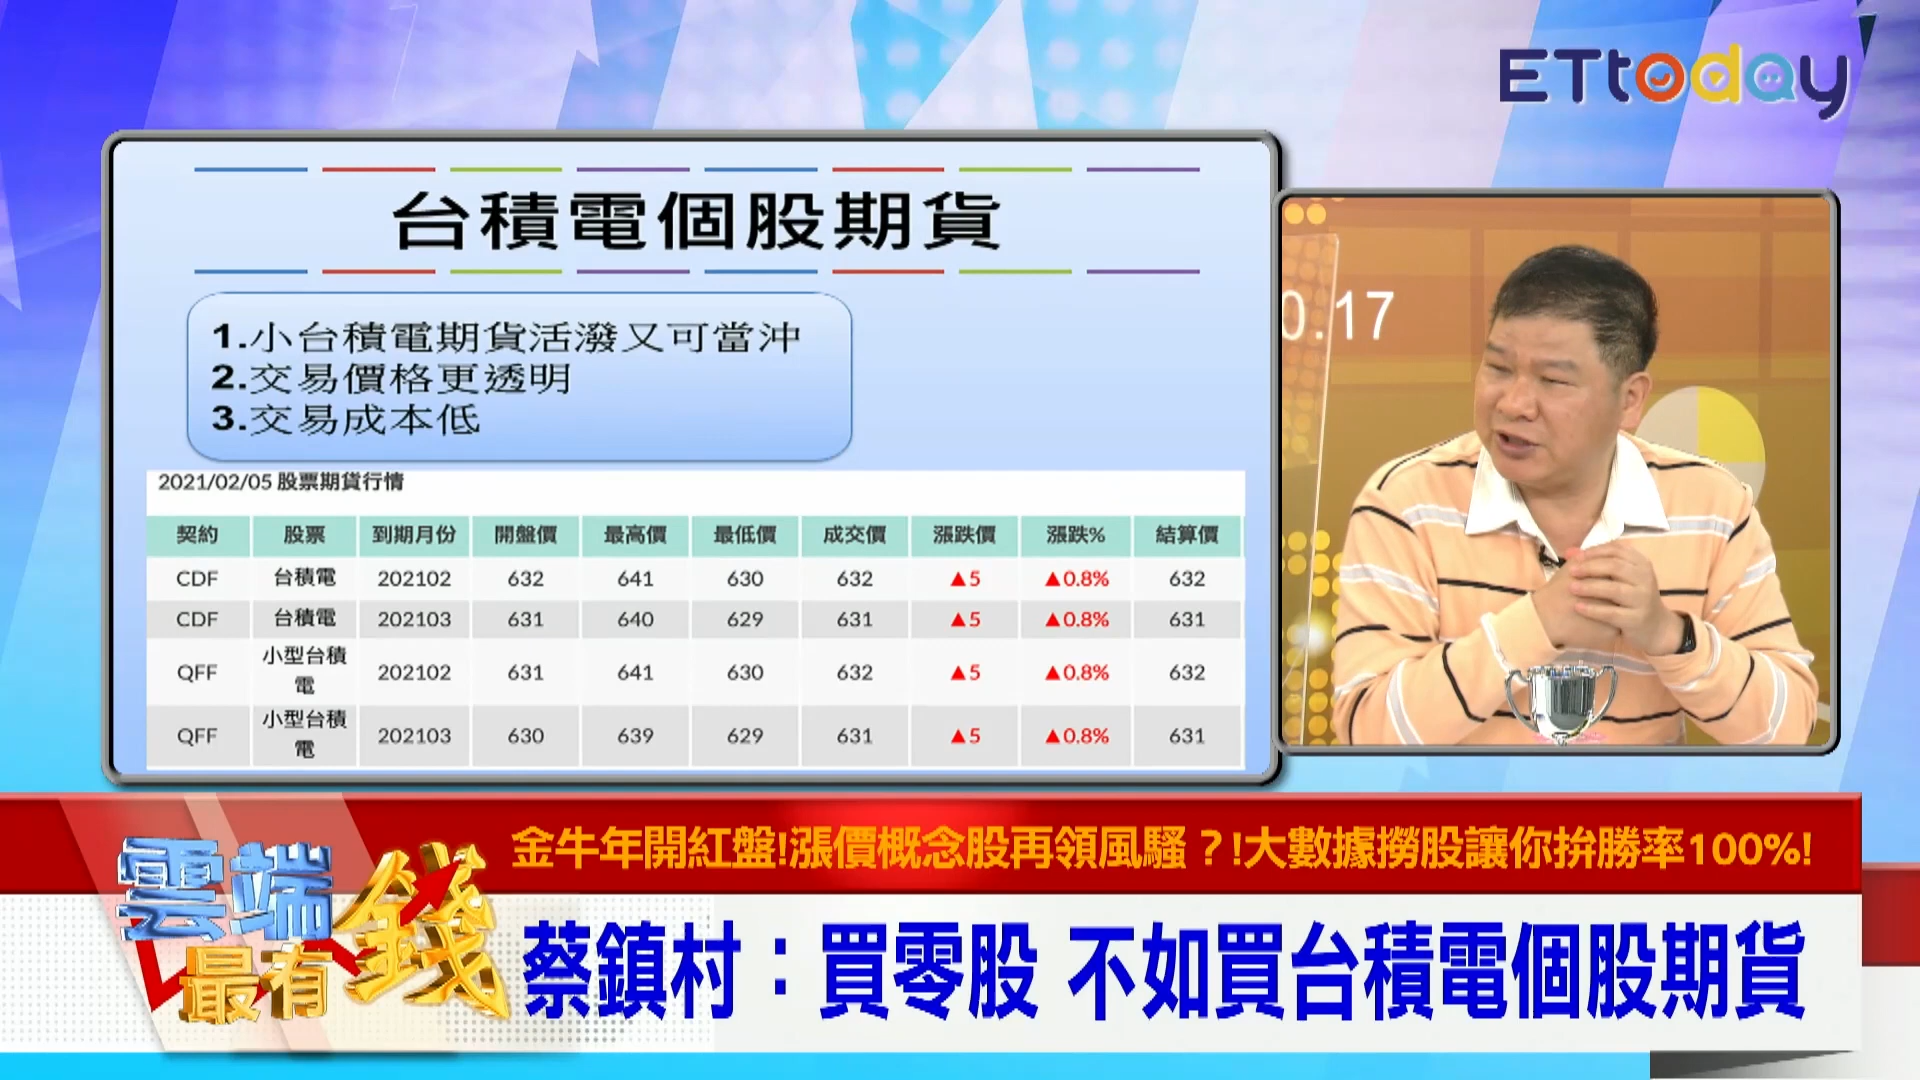 ETtoday
台積電個股期貨
1.小台積電期貨活潑又可當沖
2.交易價格更透明
3.交易成本低
2021/02/05 股票期貨行情
契約 股票 到期月份 開盤價 最高價 最低價 成交價 漲跌價 漲跌% 結算價
CDF 台積電 202102 632 641 630 632 ▲5 ▲0.8% 632
CDF 台積電 202103 631 640 629 631 ▲5 ▲0.8% 631
QFF 小型台積電 202102 631 641 630 632 ▲5 ▲0.8% 632
QFF 小型台積電 202103 630 639 629 631 ▲5 ▲0.8% 631
0.17
金牛年開紅盤!漲價概念股再領風騷？!大數據撈股讓你拚勝率100%!
雲端
最有錢
蔡鎮村：買零股 不如買台積電個股期貨